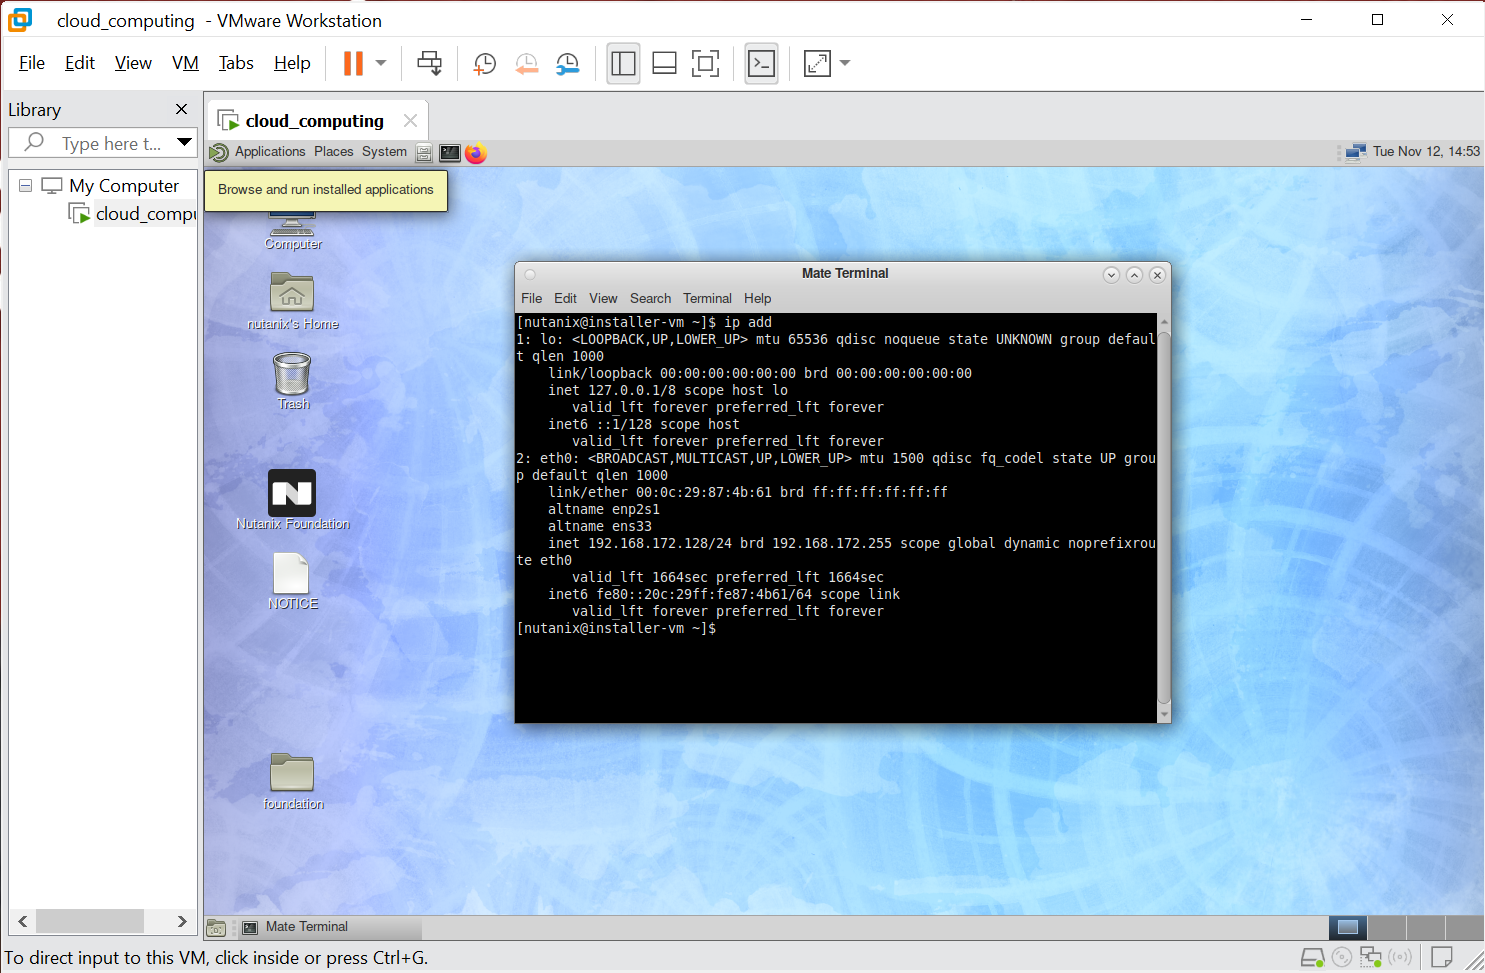 cloud_computing - VMware Workstation
File Edit View VM Tabs Help
Library
Type here t...
My Computer
cloud_compu
cloud_computing
Applications Places System
Tue Nov 12, 14:53
Browse and run installed applications
Computer
nutanix's Home
Trash
Nutanix Foundation
NOTICE
foundation
Mate Terminal
File Edit View Search Terminal Help
[nutanix@installer-vm ~]$ ip add
1: lo: <LOOPBACK,UP,LOWER_UP> mtu 65536 qdisc noqueue state UNKNOWN group defaul
t qlen 1000
    link/loopback 00:00:00:00:00:00 brd 00:00:00:00:00:00
    inet 127.0.0.1/8 scope host lo
       valid_lft forever preferred_lft forever
    inet6 ::1/128 scope host
       valid_lft forever preferred_lft forever
2: eth0: <BROADCAST,MULTICAST,UP,LOWER_UP> mtu 1500 qdisc fq_codel state UP grou
p default qlen 1000
    link/ether 00:0c:29:87:4b:61 brd ff:ff:ff:ff:ff:ff
    altname enp2s1
    altname ens33
    inet 192.168.172.128/24 brd 192.168.172.255 scope global dynamic noprefixrou
te eth0
       valid_lft 1664sec preferred_lft 1664sec
    inet6 fe80::20c:29ff:fe87:4b61/64 scope link
       valid_lft forever preferred_lft forever
[nutanix@installer-vm ~]$
Mate Terminal
To direct input to this VM, click inside or press Ctrl+G.